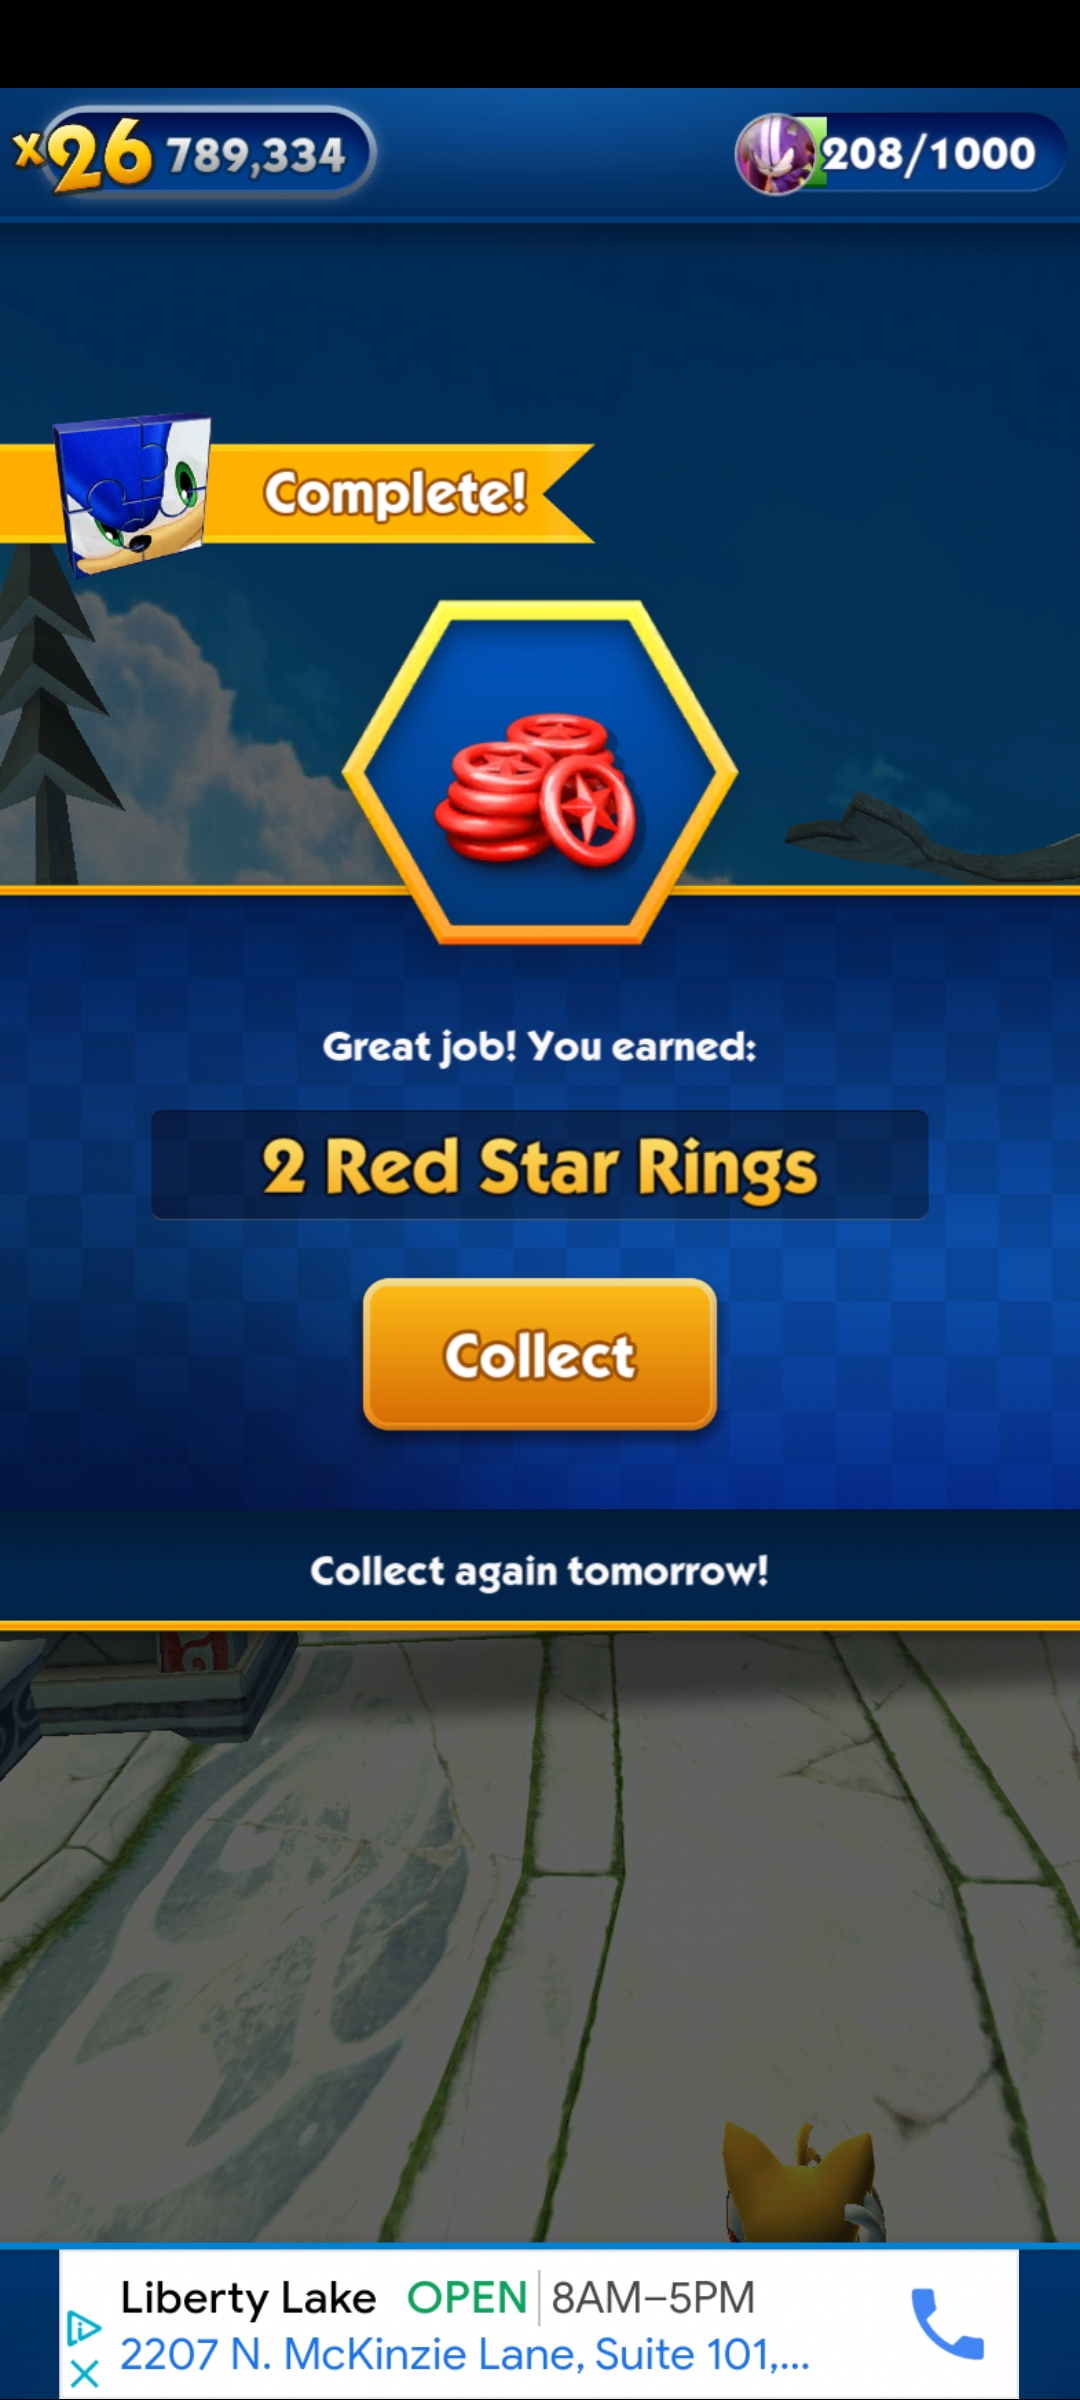 x26 789,334
208/1000
Complete!
Great job! You earned:
2 Red Star Rings
Collect
Collect again tomorrow!
Liberty Lake OPEN 8AM–5PM
2207 N. McKinzie Lane, Suite 101,...